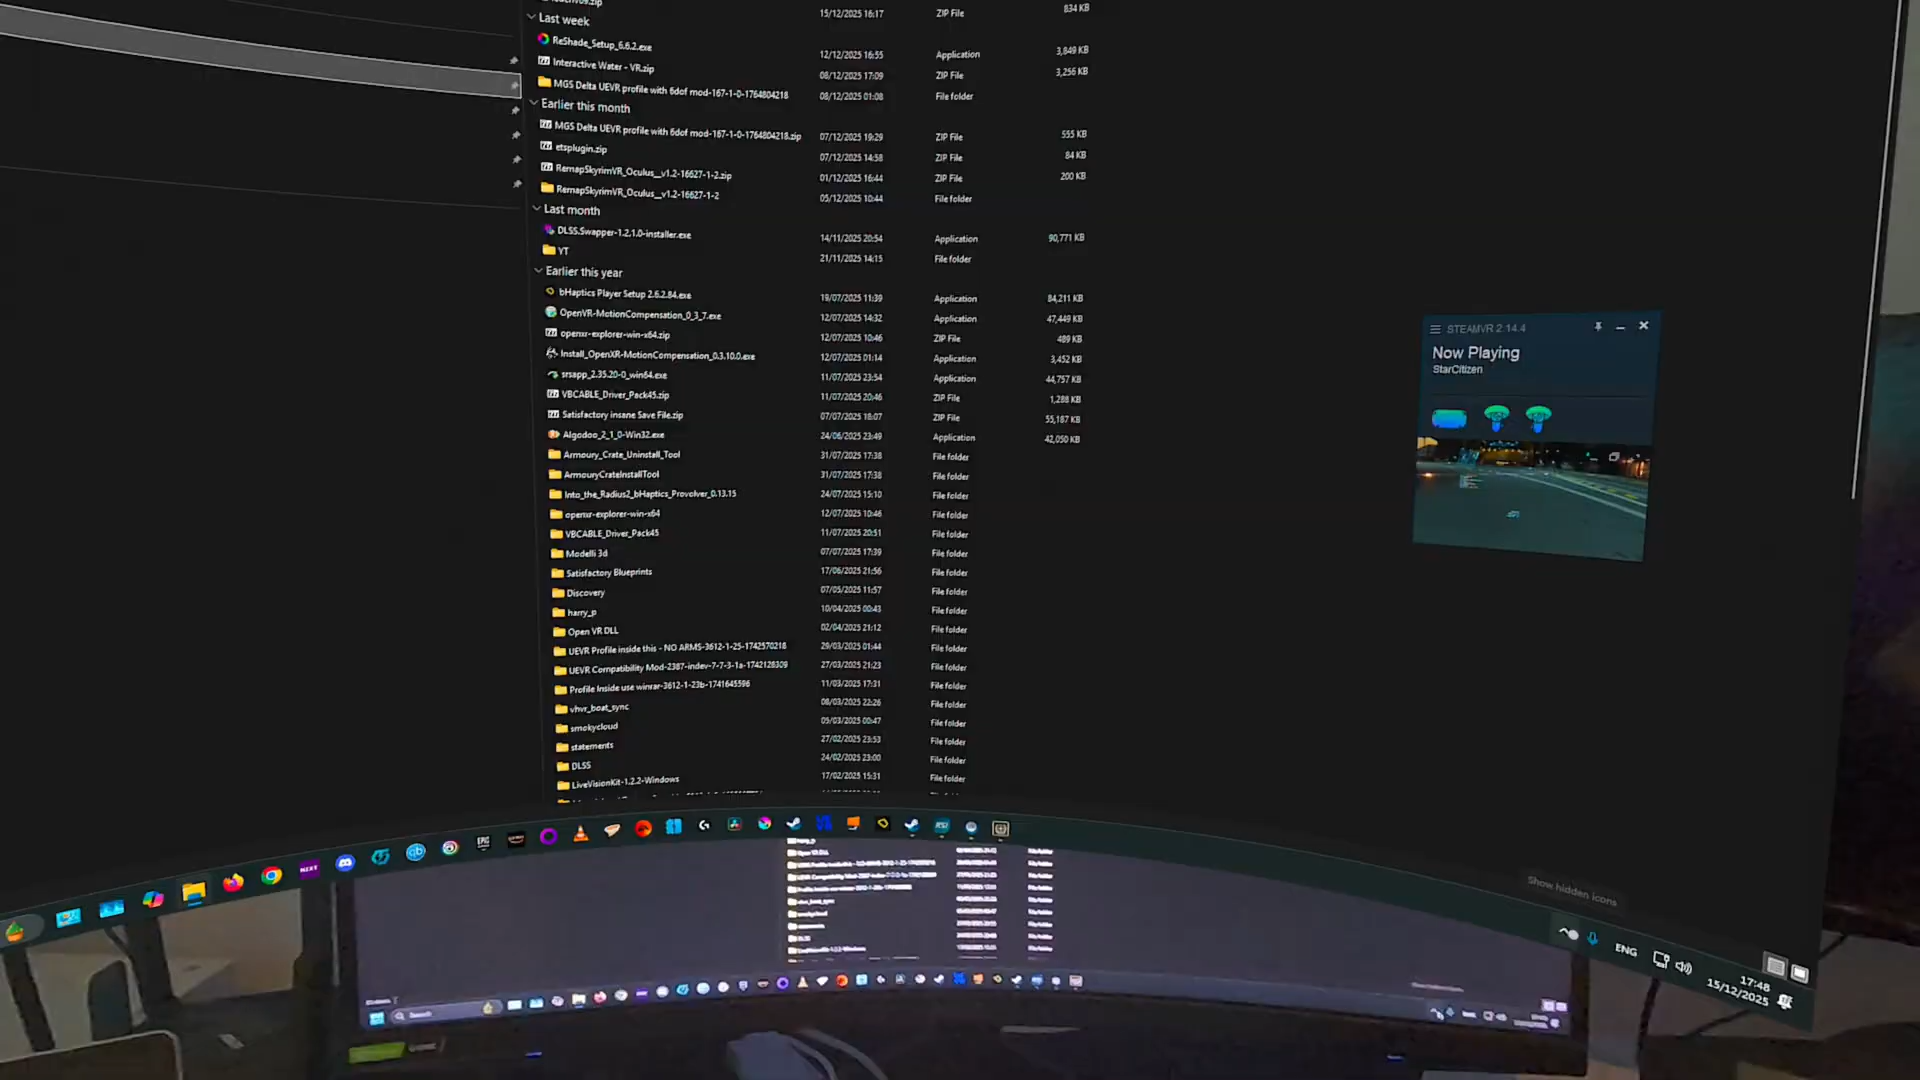 15/12/2025 16:17 ZIP File 834 KB
Last week
ReShade_Setup_6.6.2.exe 12/12/2025 16:55 Application 3,849 KB
Interactive Water - VR.zip 08/12/2025 17:09 ZIP File 3,256 KB
MGS Delta UEVR profile with 6dof mod-167-1-0-1764804218 08/12/2025 01:08 File folder
Earlier this month
MGS Delta UEVR profile with 6dof mod-167-1-0-1764804218.zip 07/12/2025 19:29 ZIP File 555 KB
etsplugin.zip 07/12/2025 14:58 ZIP File 84 KB
RemapSkyrimVR_Oculus__v1.2-16627-1-2.zip 01/12/2025 16:44 ZIP File 200 KB
RemapSkyrimVR_Oculus__v1.2-16627-1-2 05/12/2025 10:44 File folder
Last month
DLSS.Swapper-1.2.1.0-installer.exe 14/11/2025 20:54 Application 90,771 KB
YT 21/11/2025 14:15 File folder
Earlier this year
bHaptics Player Setup 2.6.2.84.exe 19/07/2025 11:39 Application 84,211 KB
OpenVR-MotionCompensation_0_3_7.exe 12/07/2025 14:32 Application 47,449 KB
openxr-explorer-win-x64.zip 12/07/2025 10:46 ZIP File 489 KB
Install_OpenXR-MotionCompensation_0.3.10.0.exe 12/07/2025 01:14 Application 3,452 KB
srsapp_2.35.20-0_win64.exe 11/07/2025 23:54 Application 44,757 KB
VBCABLE_Driver_Pack45.zip 11/07/2025 20:46 ZIP File 1,288 KB
Satisfactory insane Save File.zip 07/07/2025 18:07 ZIP File 55,187 KB
Algodoo_2_1_0-Win32.exe 24/06/2025 23:49 Application 42,050 KB
Armoury_Crate_Uninstall_Tool 31/07/2025 17:38 File folder
ArmouryCrateInstallTool 31/07/2025 17:38 File folder
Into_the_Radius2_bHaptics_Provolver_0.13.15 24/07/2025 15:10 File folder
openxr-explorer-win-x64 12/07/2025 10:46 File folder
VBCABLE_Driver_Pack45 11/07/2025 20:51 File folder
Modelli 3d 07/07/2025 17:39 File folder
Satisfactory Blueprints 17/06/2025 21:56 File folder
Discovery 07/05/2025 11:57 File folder
harry_p 10/04/2025 00:43 File folder
Open VR DLL 02/04/2025 21:12 File folder
UEVR Profile inside this - NO ARMS-3612-1-25-1742570218 29/03/2025 01:44 File folder
UEVR Compatibility Mod-2387-indev-7-7-3-1a-1742128309 27/03/2025 21:23 File folder
Profile Inside use winrar-3612-1-23b-1741645596 11/03/2025 17:31 File folder
vhvr_boat_sync 08/03/2025 22:26 File folder
smokycloud 05/03/2025 00:47 File folder
statements 27/02/2025 23:53 File folder
DLSS 24/02/2025 23:00 File folder
LiveVisionKit-1.2.2-Windows 17/02/2025 15:31 File folder
STEAMVR 2.14.4
Now Playing
StarCitizen
Show hidden icons
ENG
17:48
15/12/2025
Search